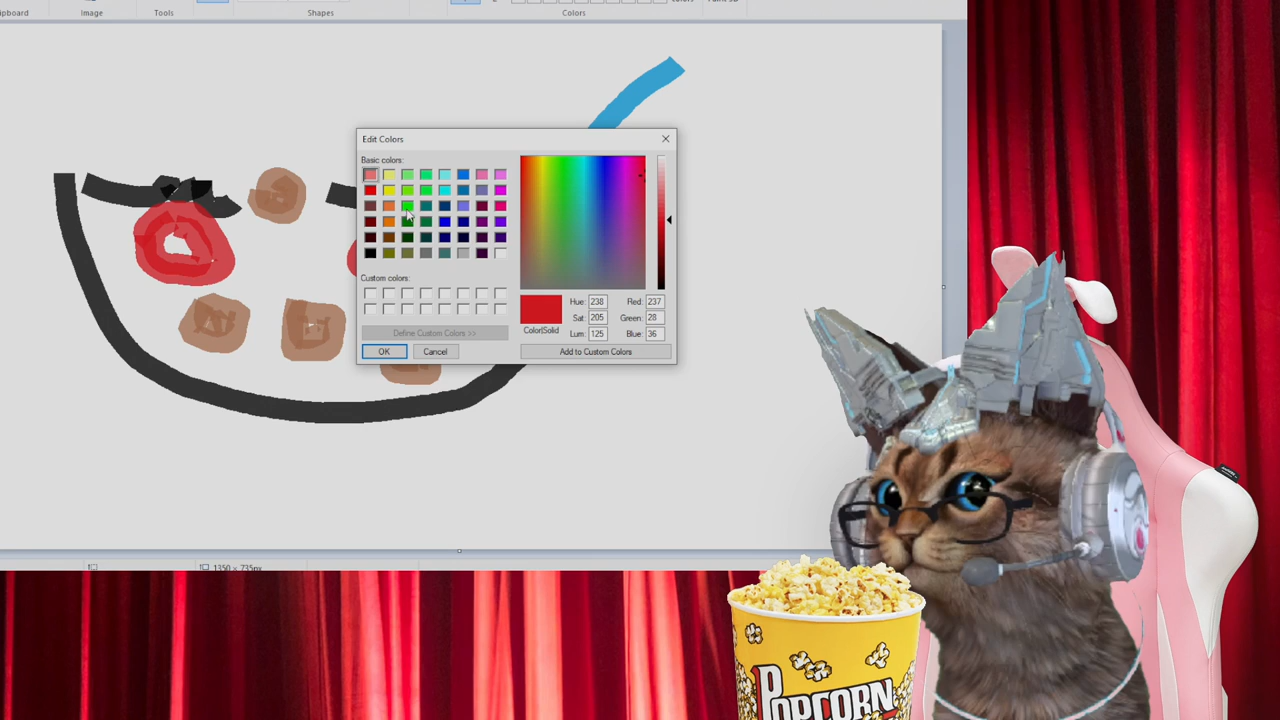 Image
Tools
Shapes
Colors
Edit Colors
Basic colors:
Custom colors:
Define Custom Colors >>
OK
Cancel
Hue: 238
Red: 237
Sat: 205
Green: 28
Color|Solid
Lum: 125
Blue: 36
Add to Custom Colors
1350 × 735px
POPCORN